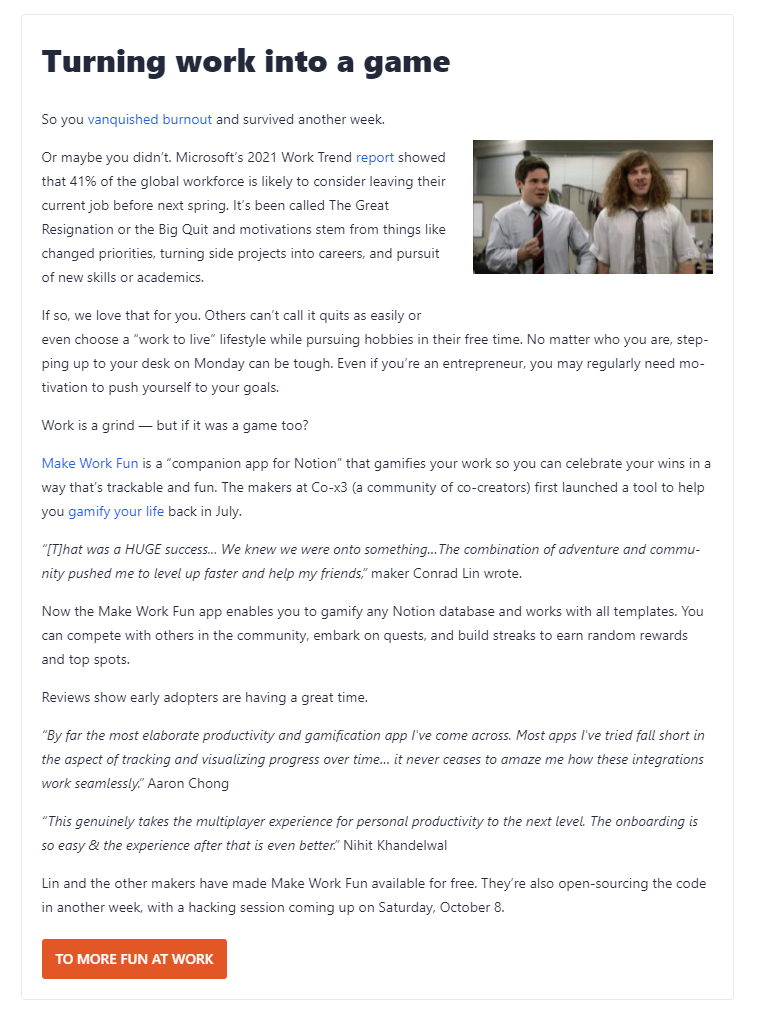 Turning work into a game
So you vanquished burnout and survived another week.
Or maybe you didn’t. Microsoft’s 2021 Work Trend report showed
that 41% of the global workforce is likely to consider leaving their
current job before next spring. It’s been called The Great
Resignation or the Big Quit and motivations stem from things like
changed priorities, turning side projects into careers, and pursuit
of new skills or academics.
If so, we love that for you. Others can’t call it quits as easily or
even choose a “work to live” lifestyle while pursuing hobbies in their free time. No matter who you are, step-
ping up to your desk on Monday can be tough. Even if you’re an entrepreneur, you may regularly need mo-
tivation to push yourself to your goals.
Work is a grind — but if it was a game too?
Make Work Fun is a “companion app for Notion” that gamifies your work so you can celebrate your wins in a
way that’s trackable and fun. The makers at Co-x3 (a community of co-creators) first launched a tool to help
you gamify your life back in July.
“[T]hat was a HUGE success... We knew we were onto something...The combination of adventure and commu-
nity pushed me to level up faster and help my friends,” maker Conrad Lin wrote.
Now the Make Work Fun app enables you to gamify any Notion database and works with all templates. You
can compete with others in the community, embark on quests, and build streaks to earn random rewards
and top spots.
Reviews show early adopters are having a great time.
“By far the most elaborate productivity and gamification app I've come across. Most apps I've tried fall short in
the aspect of tracking and visualizing progress over time... it never ceases to amaze me how these integrations
work seamlessly.” Aaron Chong
“This genuinely takes the multiplayer experience for personal productivity to the next level. The onboarding is
so easy & the experience after that is even better.” Nihit Khandelwal
Lin and the other makers have made Make Work Fun available for free. They’re also open-sourcing the code
in another week, with a hacking session coming up on Saturday, October 8.
TO MORE FUN AT WORK